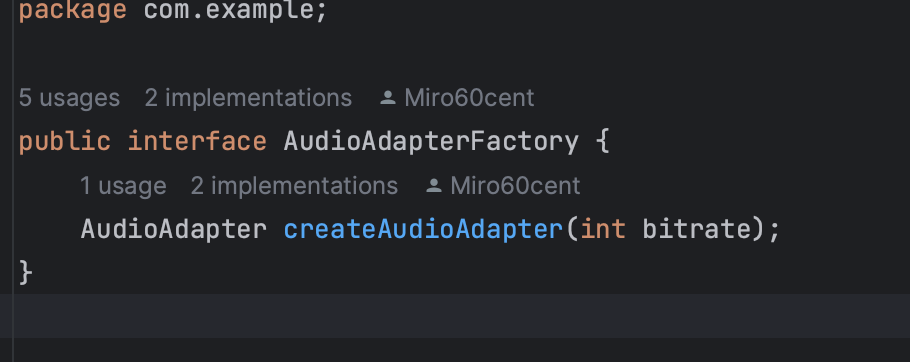 package com.example;
5 usages 2 implementations Miro60cent
public interface AudioAdapterFactory {
1 usage 2 implementations Miro60cent
AudioAdapter createAudioAdapter(int bitrate);
}